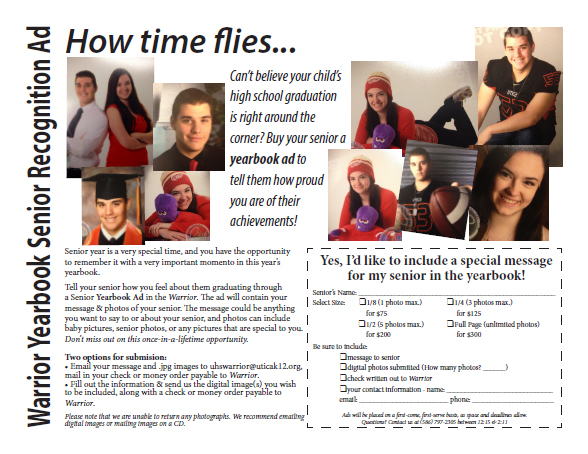 Warrior Yearbook Senior Recognition Ad
How time flies...
Can't believe your child's
high school graduation
is right around the
corner? Buy your senior a
yearbook ad to
tell them how proud
you are of their
achievements!
Senior year is a very special time, and you have the opportunity
to remember it with a very important momento in this year's
yearbook.
Tell your senior how you feel about them graduating through
a Senior Yearbook Ad in the Warrior. The ad will contain your
message & photos of your senior. The message could be anything
you want to say to or about your senior, and photos can include
baby pictures, senior photos, or any pictures that are special to you.
Don't miss out on this once-in-a-lifetime opportunity.
Two options for submision:
• Email your message and .jpg images to uhswarrior@uticak12.org,
mail in your check or money order payable to Warrior.
• Fill out the information & send us the digital image(s) you wish
to be included, along with a check or money order payable to
Warrior.
Please note that we are unable to return any photographs. We recommend emailing
digital images or mailing images on a CD.
Yes, I'd like to include a special message
for my senior in the yearbook!
Senior's Name:
Select Size: 1/8 (1 photo max.) 1/4 (3 photos max.)
for $75 for $125
1/2 (5 photos max.) Full Page (unlimited photos)
for $200 for $300
Be sure to include:
message to senior
digital photos submitted (How many photos? ______)
check written out to Warrior
your contact information - name:
email: phone:
Ads will be placed on a first-come, first-serve basis, as space and deadlines allow.
Questions? Contact us at (586) 797-2305 between 12:15 & 2:11